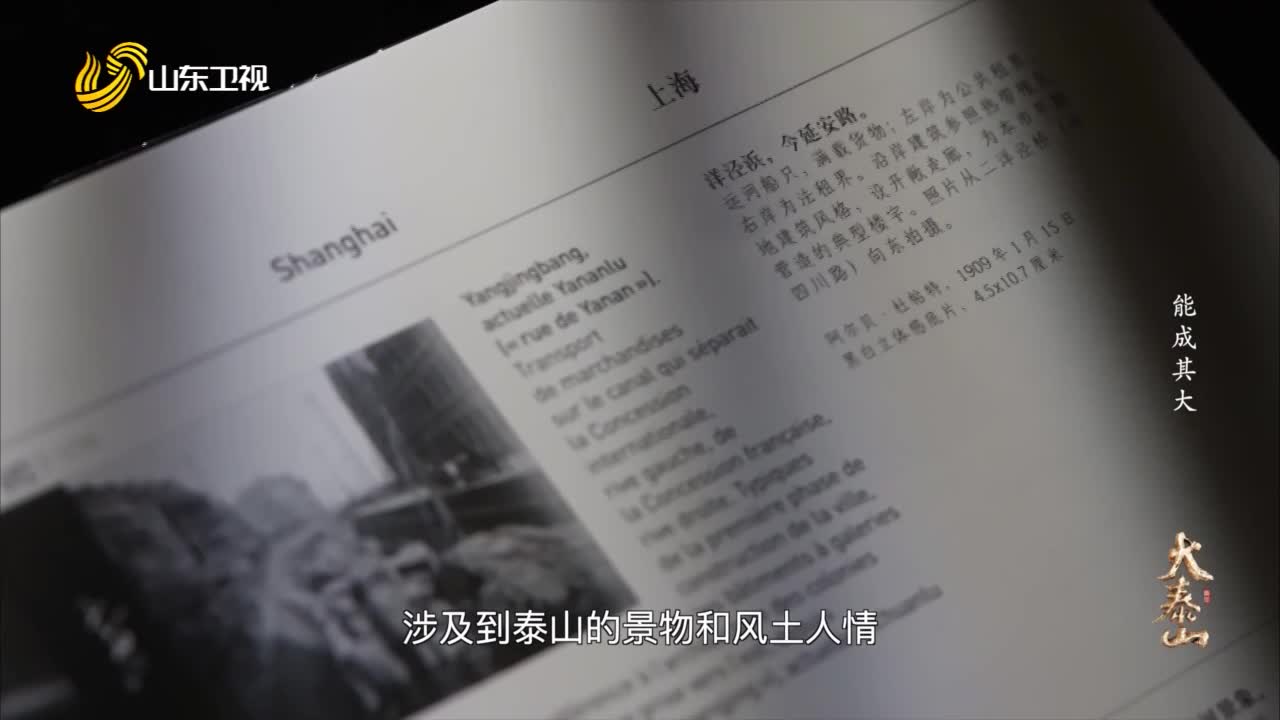 山东卫视
上海
Shanghai
洋泾浜，今延安路。
运河船只，满载货物；左岸为公共租界，
右岸为法租界。沿岸建筑参照热带殖民
地建筑风格，设开敞走廊，为本市早期
营造的典型楼宇。照片从二洋泾桥（
四川路）向东拍摄。
阿尔贝·杜帖特，1909年1月15日
黑白立体感底片，4.5x10.7厘米
Yangjingbang,
actuelle Yananlu
[« rue de Yanan »].
Transport
de marchandises
sur le canal qui séparait
la Concession
internationale,
rive gauche, de
la Concession française,
rive droite. Typiques
de la première phase de
construction de la ville,
bâtiments à galeries
colonnes
能成其大
大泰山
涉及到泰山的景物和风土人情